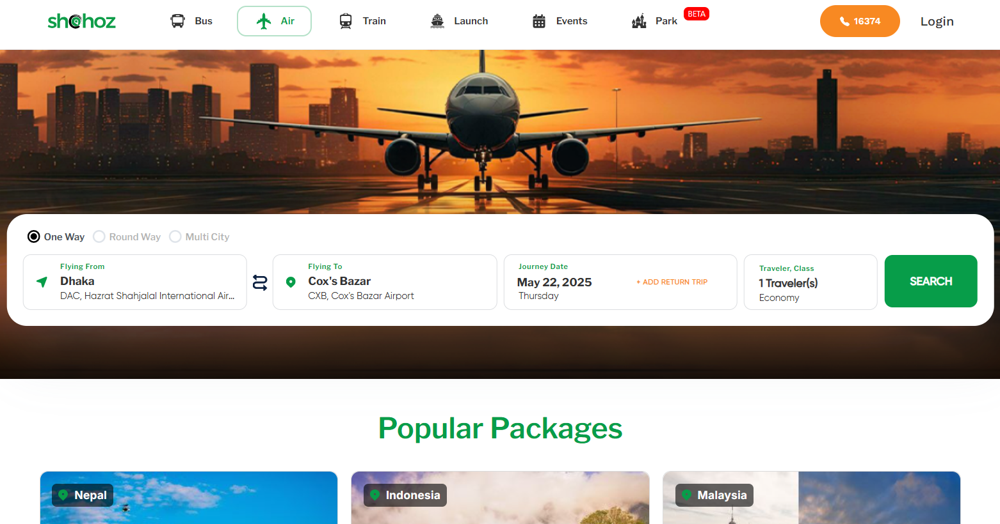 shohoz
Bus
Air
Train
Launch
Events
Park
BETA
16374
Login
One Way
Round Way
Multi City
Flying From
Dhaka
DAC, Hazrat Shahjalal International Air...
Flying To
Cox's Bazar
CXB, Cox's Bazar Airport
Journey Date
May 22, 2025
Thursday
+ ADD RETURN TRIP
Traveler, Class
1 Traveler(s)
Economy
SEARCH
Popular Packages
Nepal
Indonesia
Malaysia